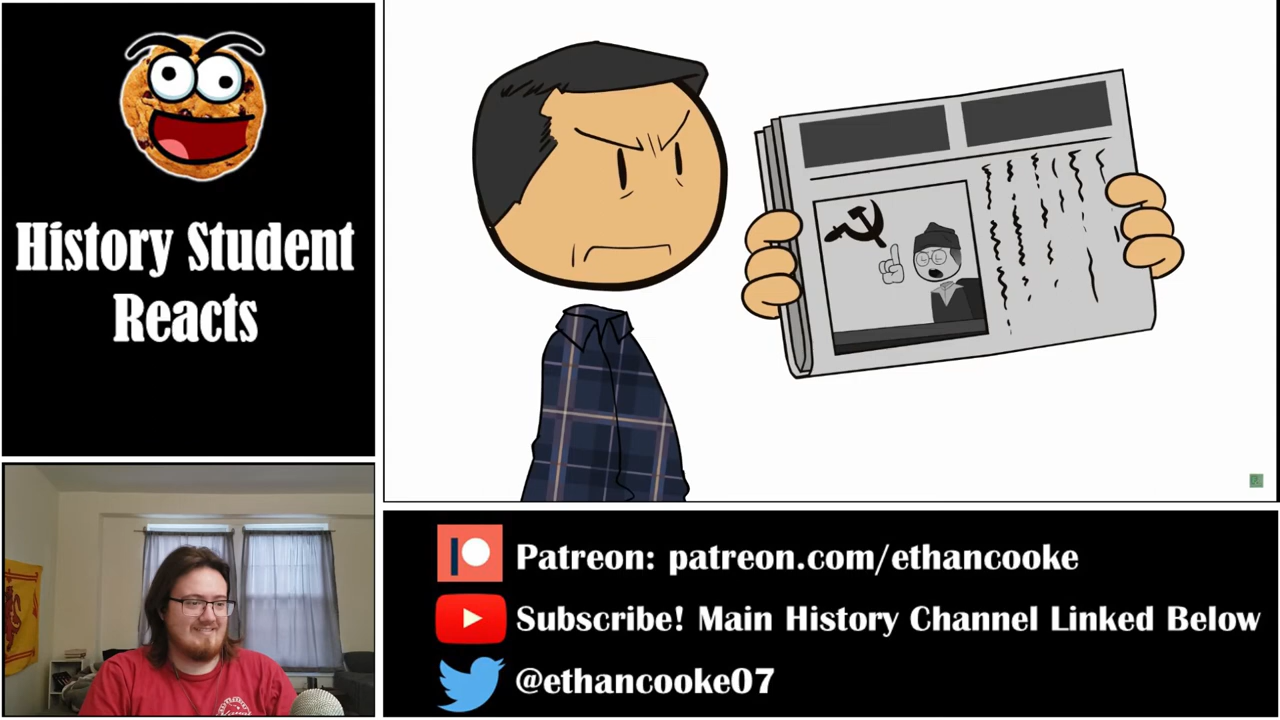 History Student
Reacts
Patreon: patreon.com/ethancooke
Subscribe! Main History Channel Linked Below
@ethancooke07